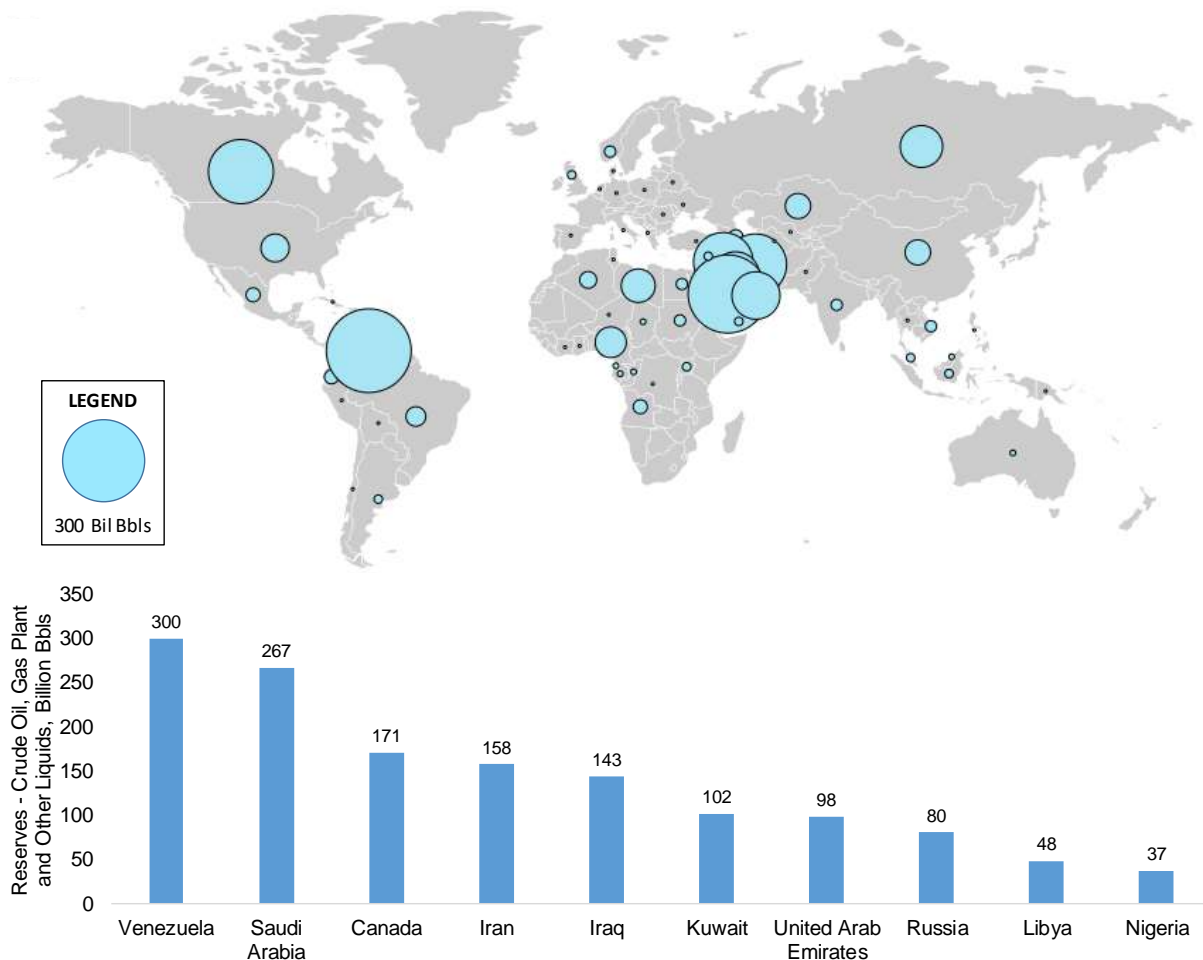 LEGEND
300 Bil Bbls
Reserves - Crude Oil, Gas Plant
and Other Liquids, Billion Bbls
350
300
250
200
150
100
50
0
300
267
171
158
143
102
98
80
48
37
Venezuela
Saudi
Arabia
Canada
Iran
Iraq
Kuwait
United Arab
Emirates
Russia
Libya
Nigeria